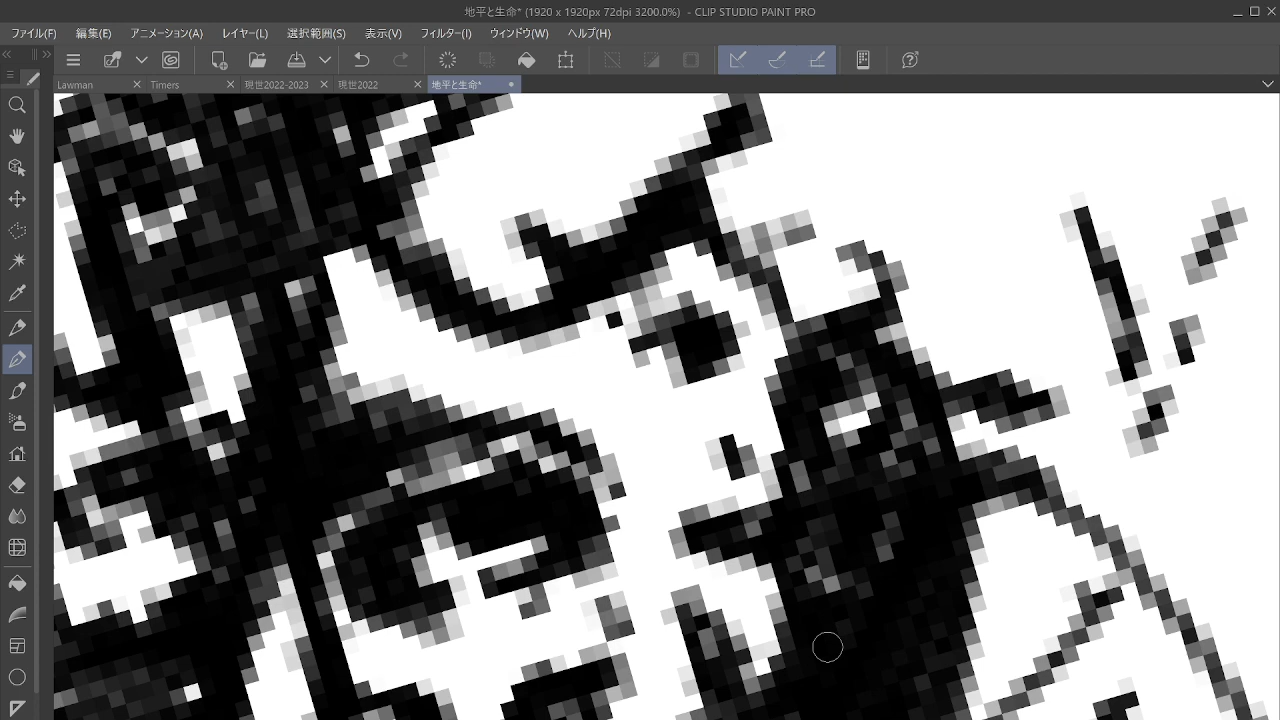 地平と生命* (1920 x 1920px 72dpi 3200.0%) - CLIP STUDIO PAINT PRO
ファイル(F) 編集(E) アニメーション(A) レイヤー(L) 選択範囲(S) 表示(V) フィルター(I) ウィンドウ(W) ヘルプ(H)
Lawman Timers 現世2022-2023 現世2022 地平と生命*